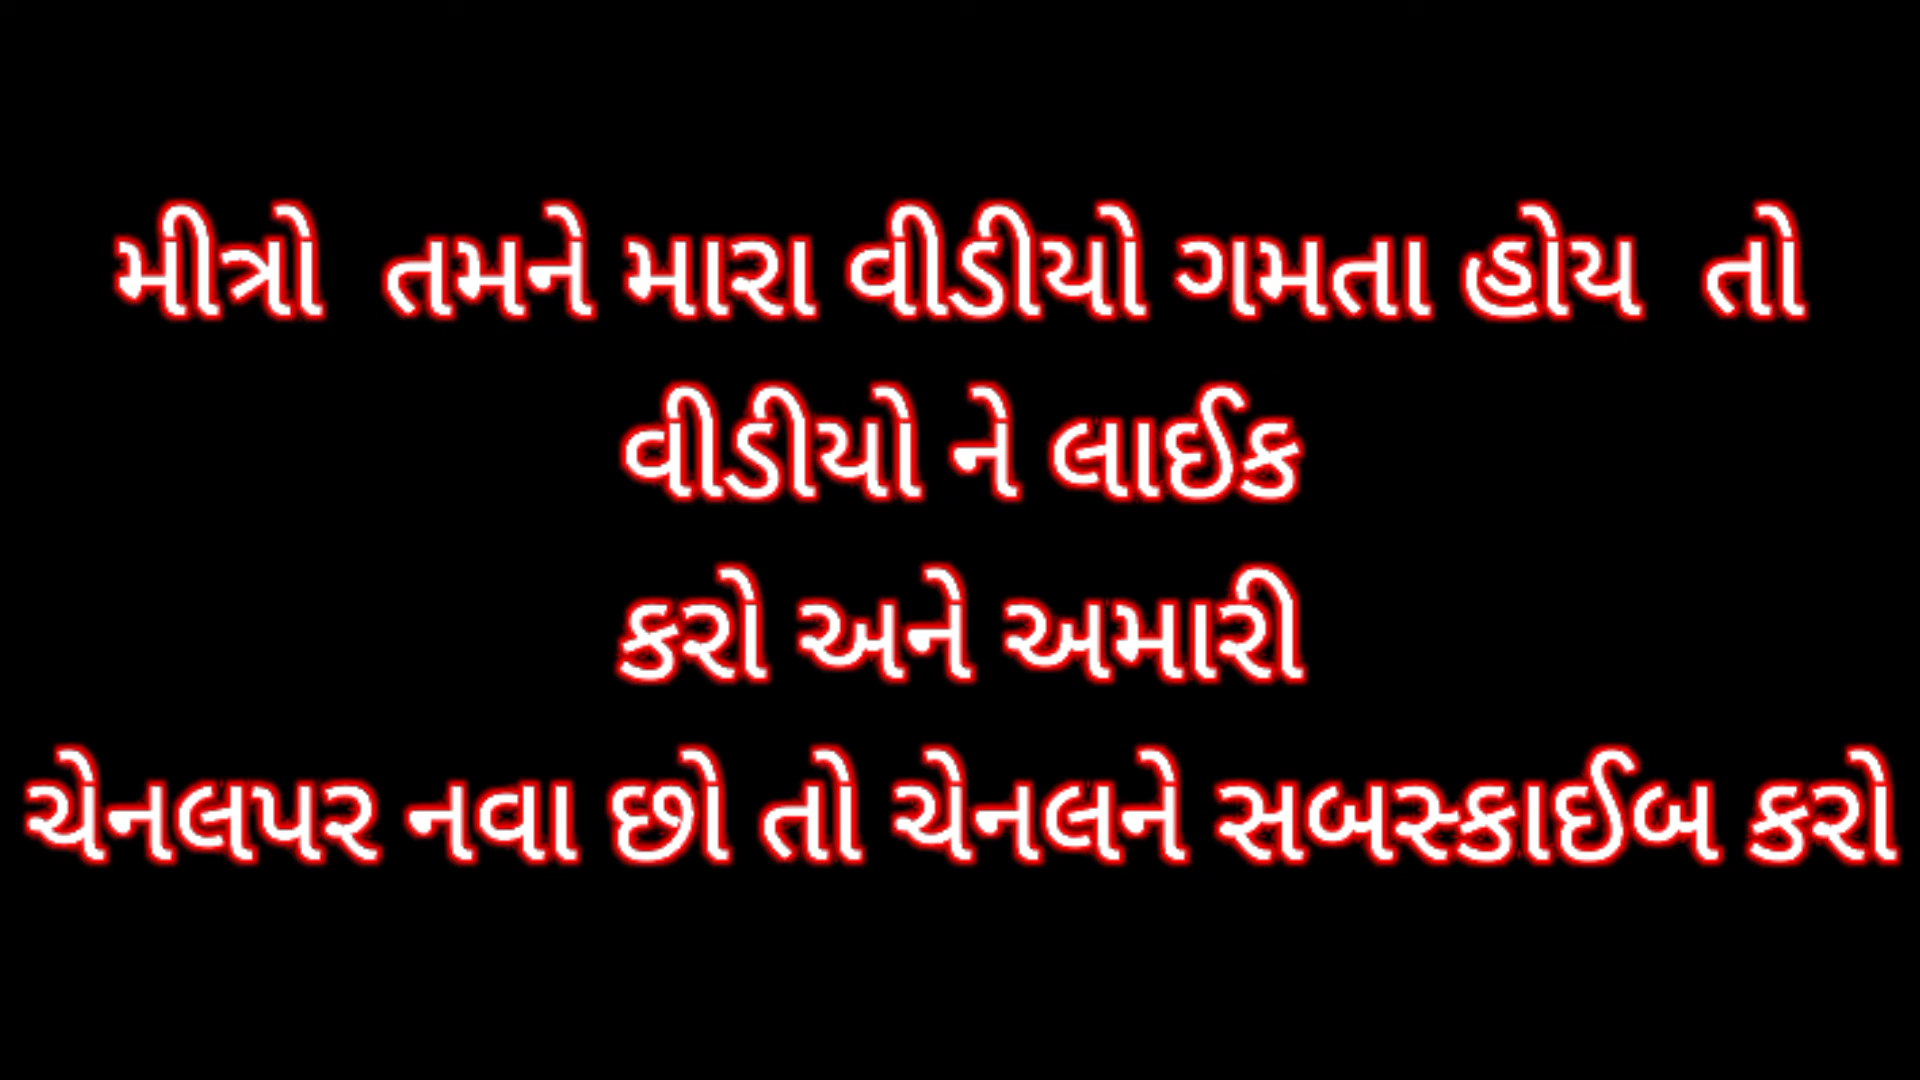 મીત્રો  તમને મારા વીડીયો ગમતા હોય  તો
વીડીયો ને લાઈક
કરો અને અમારી
ચેનલપર નવા છો તો ચેનલને સબસ્કાઈબ કરો